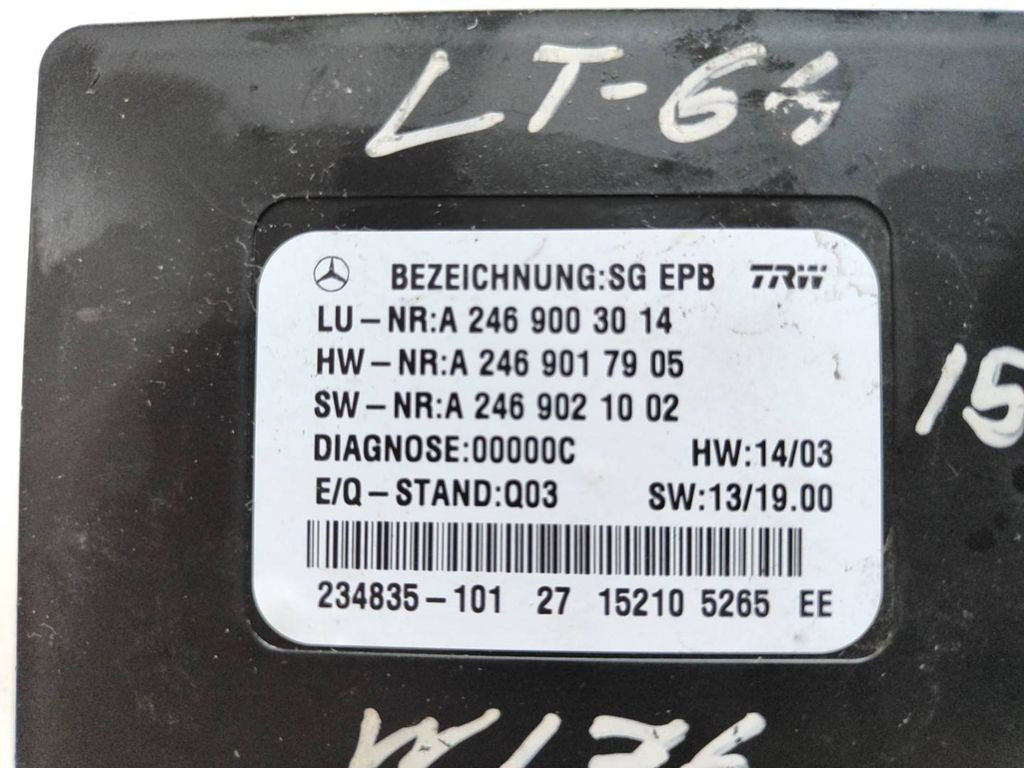 LT-64
BEZEICHNUNG:SG EPB TRW
LU-NR:A 246 900 30 14
HW-NR:A 246 901 79 05
SW-NR:A 246 902 10 02
DIAGNOSE:00000C HW:14/03
E/Q-STAND:Q03 SW:13/19.00
234835-101 27 15210 5265 EE
15
W176